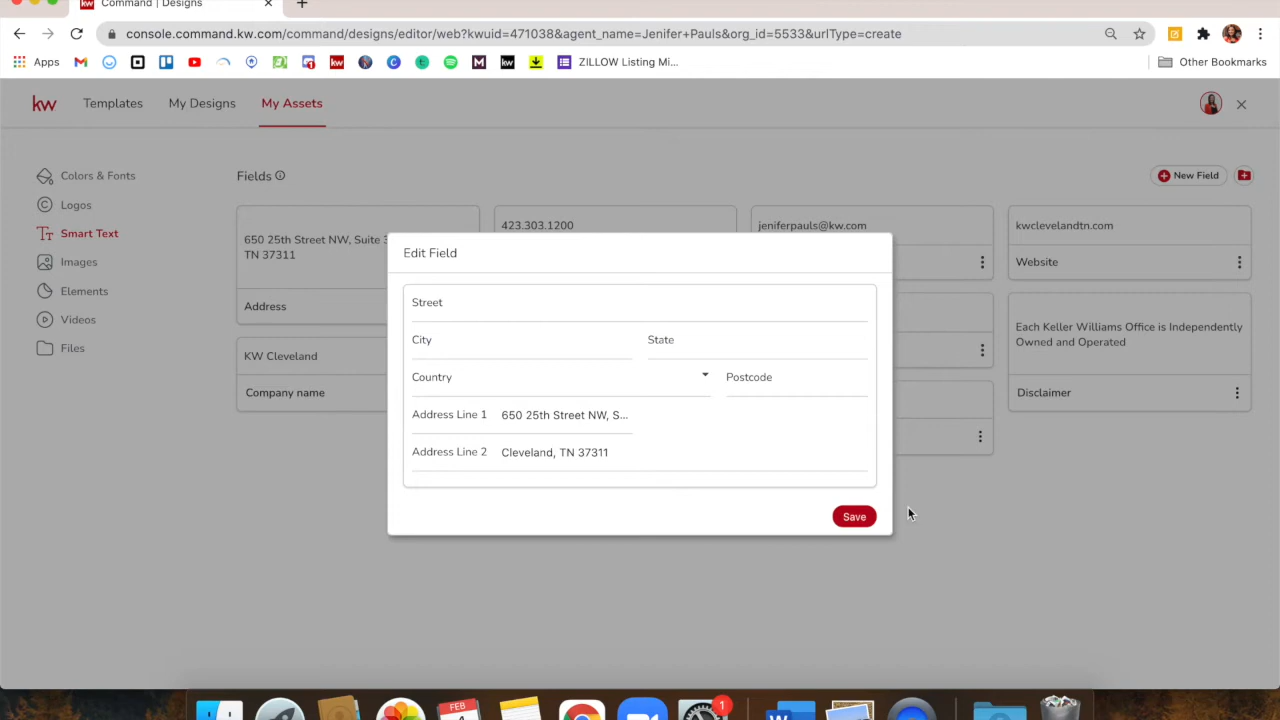 kw Command | Designs
console.command.kw.com/command/designs/editor/web?kwuid=471038&agent_name=Jenifer+Pauls&org_id=5533&urlType=create
Apps
kw
kw
ZILLOW Listing Mi...
Other Bookmarks
kw
Templates
My Designs
My Assets
Colors & Fonts
Logos
Smart Text
Images
Elements
Videos
Files
Fields
New Field
650 25th Street NW, Suite
TN 37311
Address
423.303.1200
jeniferpauls@kw.com
kwclevelandtn.com
Website
KW Cleveland
Company name
Each Keller Williams Office is Independently
Owned and Operated
Disclaimer
Edit Field
Street
City
State
Country
Postcode
Address Line 1 650 25th Street NW, S...
Address Line 2 Cleveland, TN 37311
Save
FEB
1